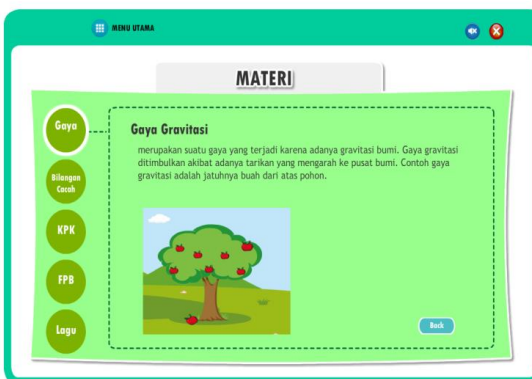 MENU UTAMA
MATERI
Gaya
Gaya Gravitasi
merupakan suatu gaya yang terjadi karena adanya gravitasi bumi. Gaya gravitasi
ditimbulkan akibat adanya tarikan yang mengarah ke pusat bumi. Contoh gaya
gravitasi adalah jatuhnya buah dari atas pohon.
Bilangan
Cacah
KPK
FPB
Lagu
Back